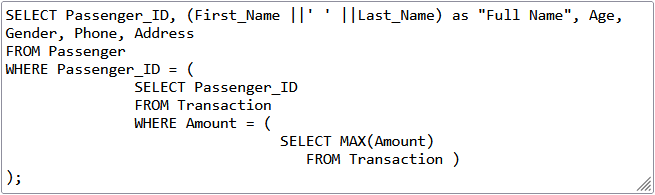 SELECT Passenger_ID, (First_Name ||' ' ||Last_Name) as "Full Name", Age,
Gender, Phone, Address
FROM Passenger
WHERE Passenger_ID = (
                SELECT Passenger_ID
                FROM Transaction
                WHERE Amount = (
                                  SELECT MAX(Amount)
                                     FROM Transaction )
);